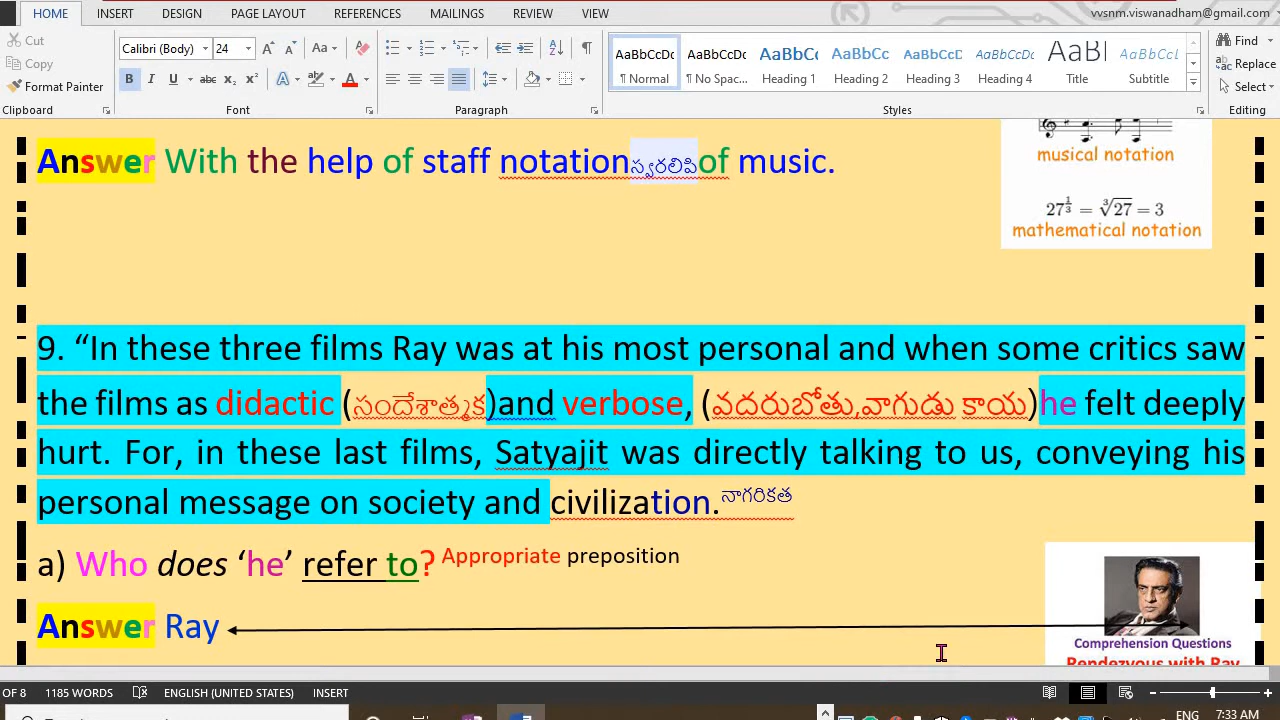 HOME INSERT DESIGN PAGE LAYOUT REFERENCES MAILINGS REVIEW VIEW vvsnm.viswanadham@gmail.com
Cut
Copy
Format Painter
Calibri (Body) 24
Clipboard Font Paragraph Styles Editing
AaBbCcDc AaBbCcDc AaBbCc AaBbCc AaBbCcD AaBbCcD AaBl AaBbCcL
¶ Normal ¶ No Spac... Heading 1 Heading 2 Heading 3 Heading 4 Title Subtitle
Find
Replace
Select
Answer With the help of staff notation స్వరలిపి of music.
musical notation
27^{1/3} = ∛27 = 3
mathematical notation
9. “In these three films Ray was at his most personal and when some critics saw
the films as didactic (సందేశాత్మక)and verbose, (వదరుబోతు,వాగుడు కాయ)he felt deeply
hurt. For, in these last films, Satyajit was directly talking to us, conveying his
personal message on society and civilization. నాగరికత
a) Who does ‘he’ refer to? Appropriate preposition
Answer Ray
Comprehension Questions
Rendezvous with Ray
OF 8 1185 WORDS ENGLISH (UNITED STATES) INSERT
ENG 7:33 AM